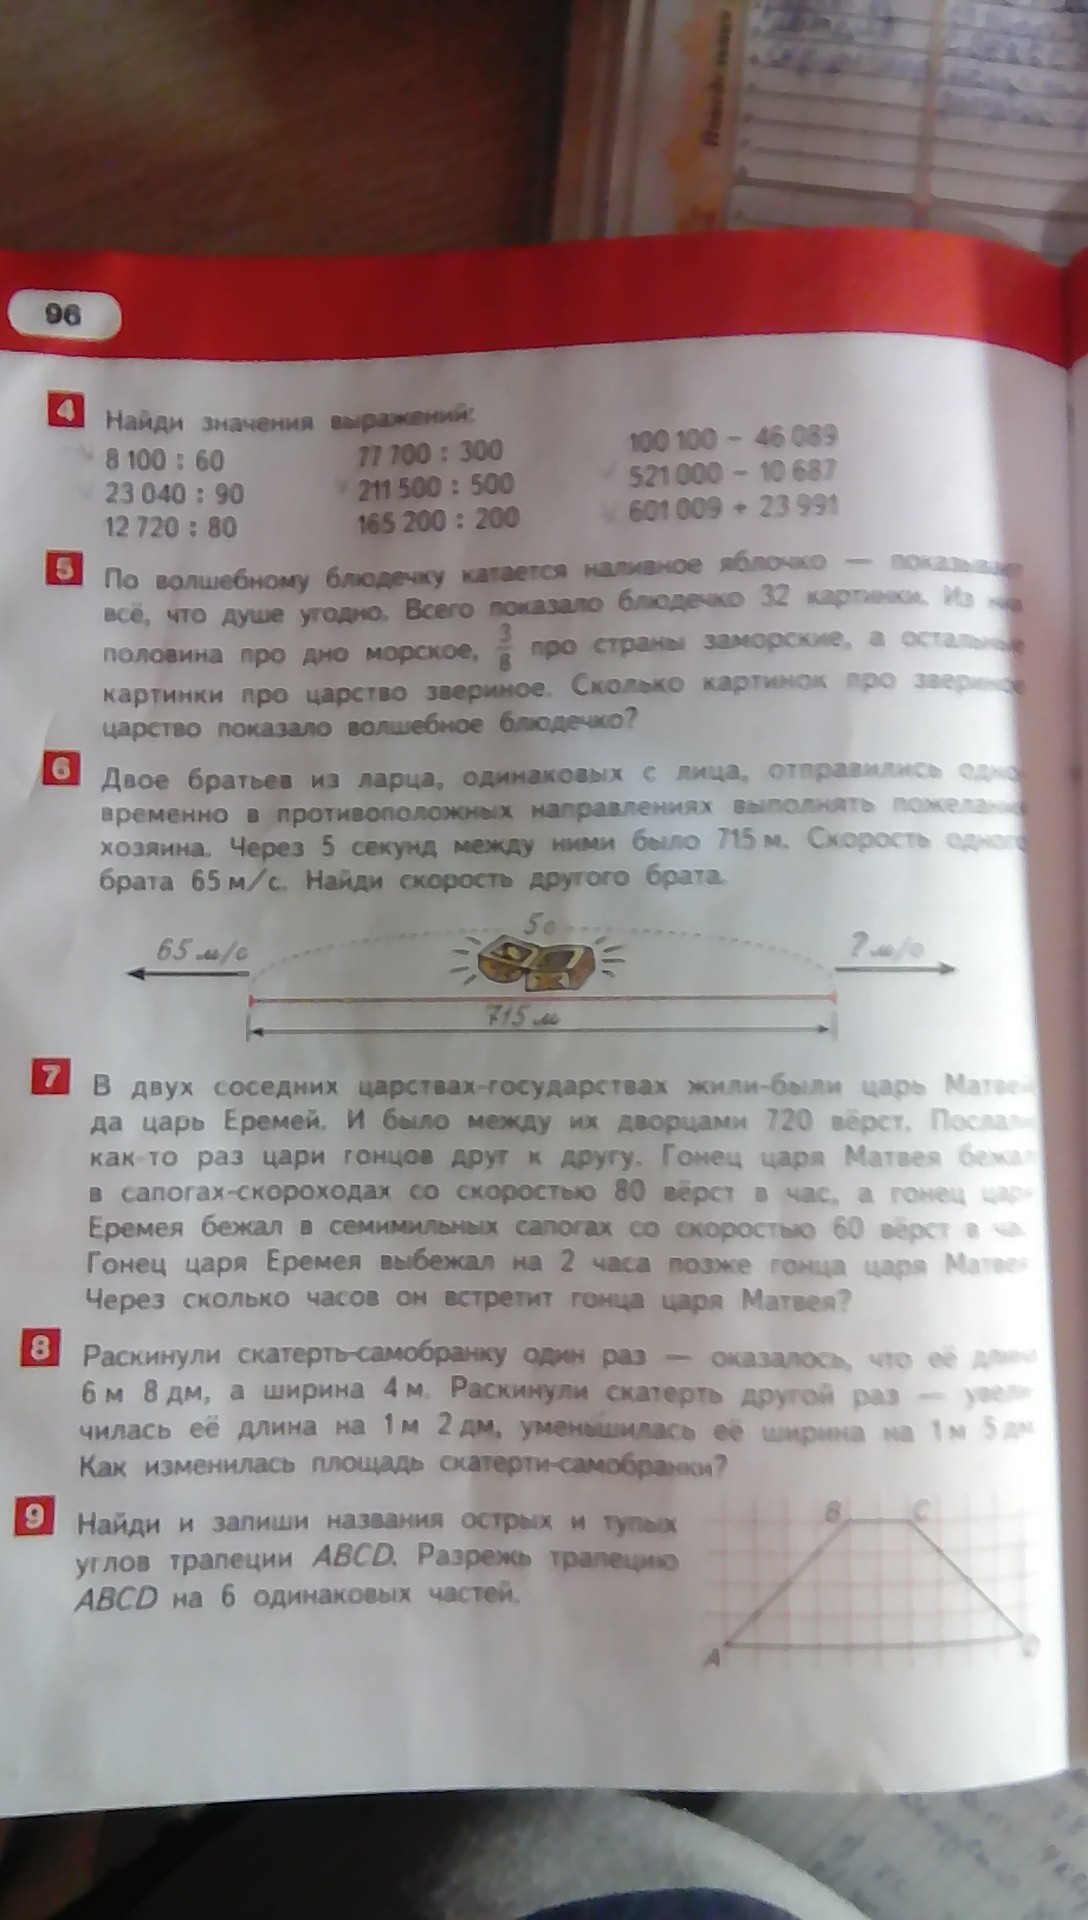 96
4 Найди значения выражений:
8 100 : 60 77 700 : 300 100 100 - 46 089
23 040 : 90 211 500 : 500 521 000 - 10 687
12 720 : 80 165 200 : 200 601 009 + 23 991
5 По волшебному блюдечку катается наливное яблочко — показывает
всё, что душе угодно. Всего показало блюдечко 32 картинки. Из
половина про дно морское, 3/8 про страны заморские, а остальные
картинки про царство звериное. Сколько картинок про звериное
царство показало волшебное блюдечко?
6 Двое братьев из ларца, одинаковых с лица, отправились одно-
временно в противоположных направлениях выполнять пожелания
хозяина. Через 5 секунд между ними было 715 м. Скорость одного
брата 65 м/с. Найди скорость другого брата.
5 с
65 м/с ? м/с
715 м
7 В двух соседних царствах-государствах жили-были царь Матвей
да царь Еремей. И было между их дворцами 720 вёрст. Послали
как-то раз цари гонцов друг к другу. Гонец царя Матвея бежал
в сапогах-скороходах со скоростью 80 вёрст в час, а гонец царя
Еремея бежал в семимильных сапогах со скоростью 60 вёрст в час.
Гонец царя Еремея выбежал на 2 часа позже гонца царя Матвея.
Через сколько часов он встретит гонца царя Матвея?
8 Раскинули скатерть-самобранку один раз — оказалось, что её длина
6 м 8 дм, а ширина 4 м. Раскинули скатерть другой раз — увели-
чилась её длина на 1 м 2 дм, уменьшилась её ширина на 1 м 5 дм.
Как изменилась площадь скатерти-самобранки?
9 Найди и запиши названия острых и тупых
углов трапеции ABCD. Разрежь трапецию
ABCD на 6 одинаковых частей.
B C
A D